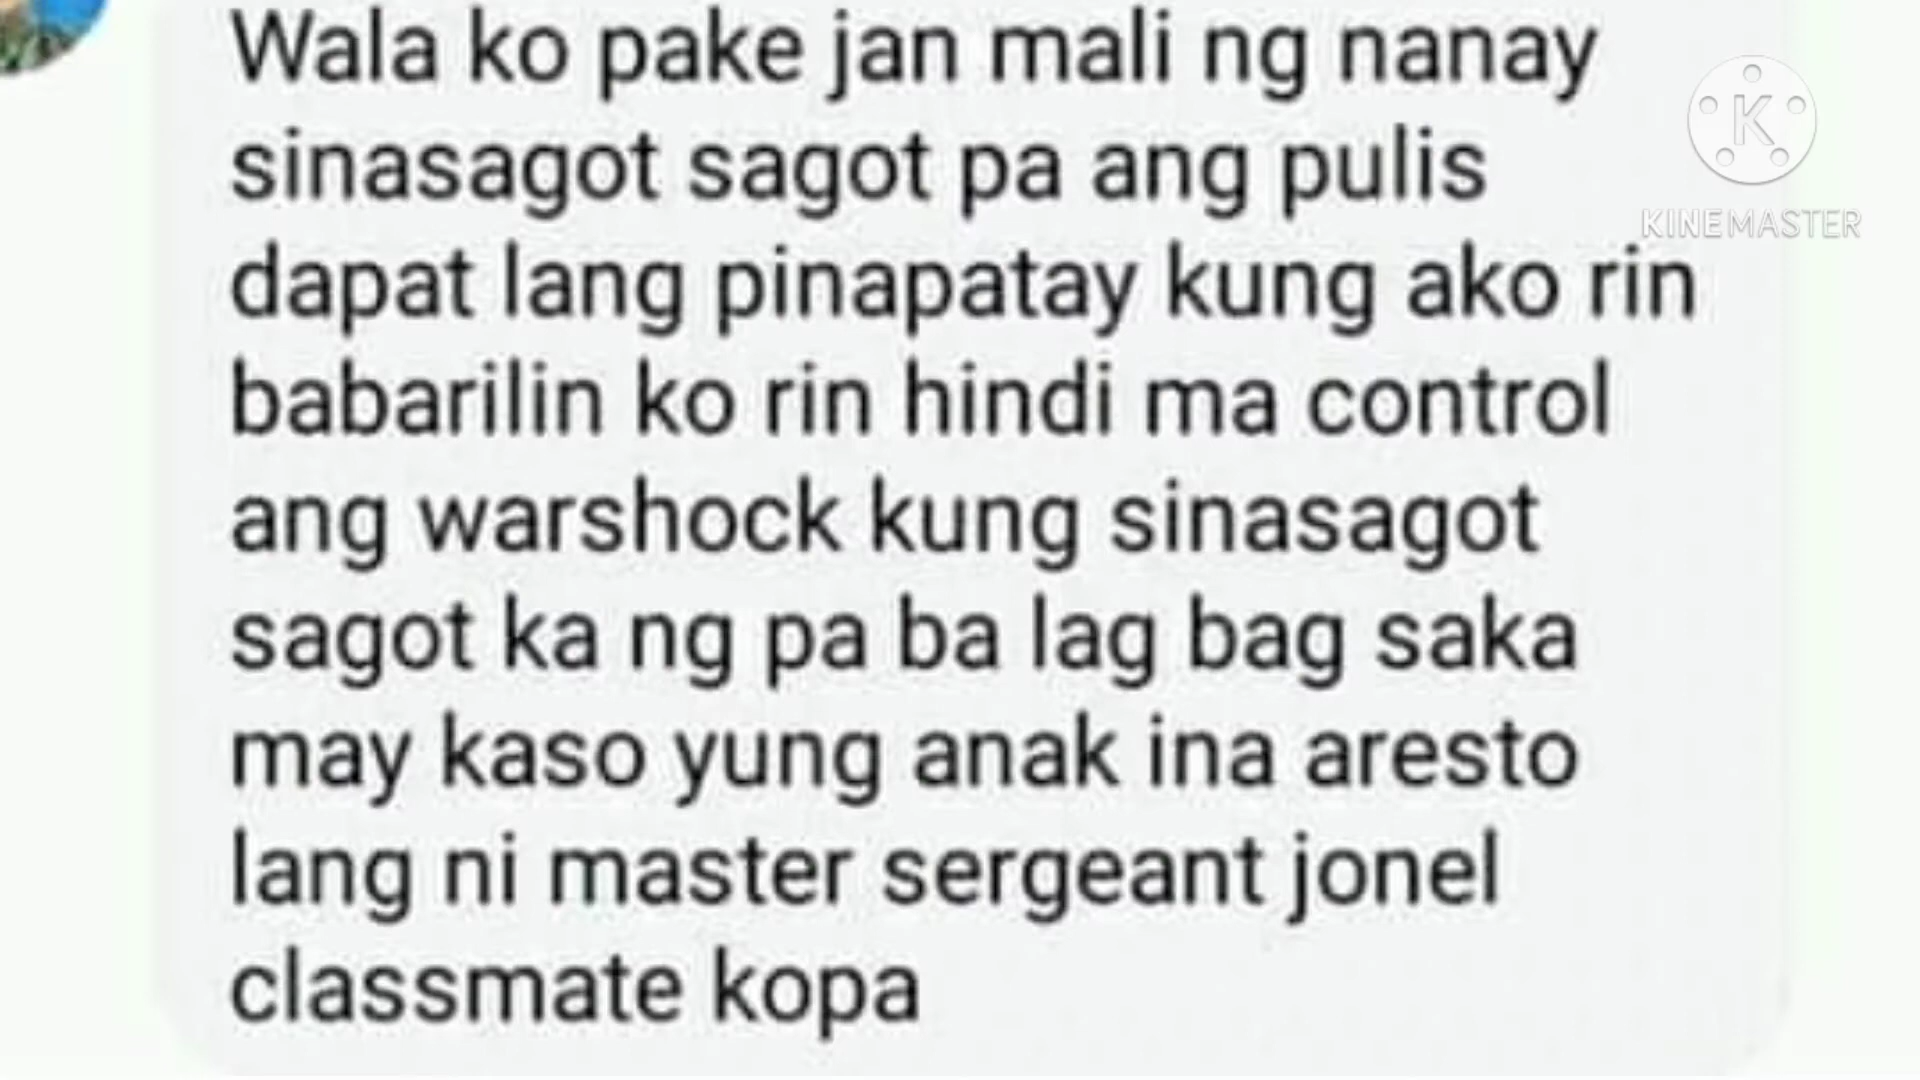 Wala ko pake jan mali ng nanay
sinasagot sagot pa ang pulis
dapat lang pinapatay kung ako rin
babarilin ko rin hindi ma control
ang warshock kung sinasagot
sagot ka ng pa ba lag bag saka
may kaso yung anak ina aresto
lang ni master sergeant jonel
classmate kopa
K
KINEMASTER